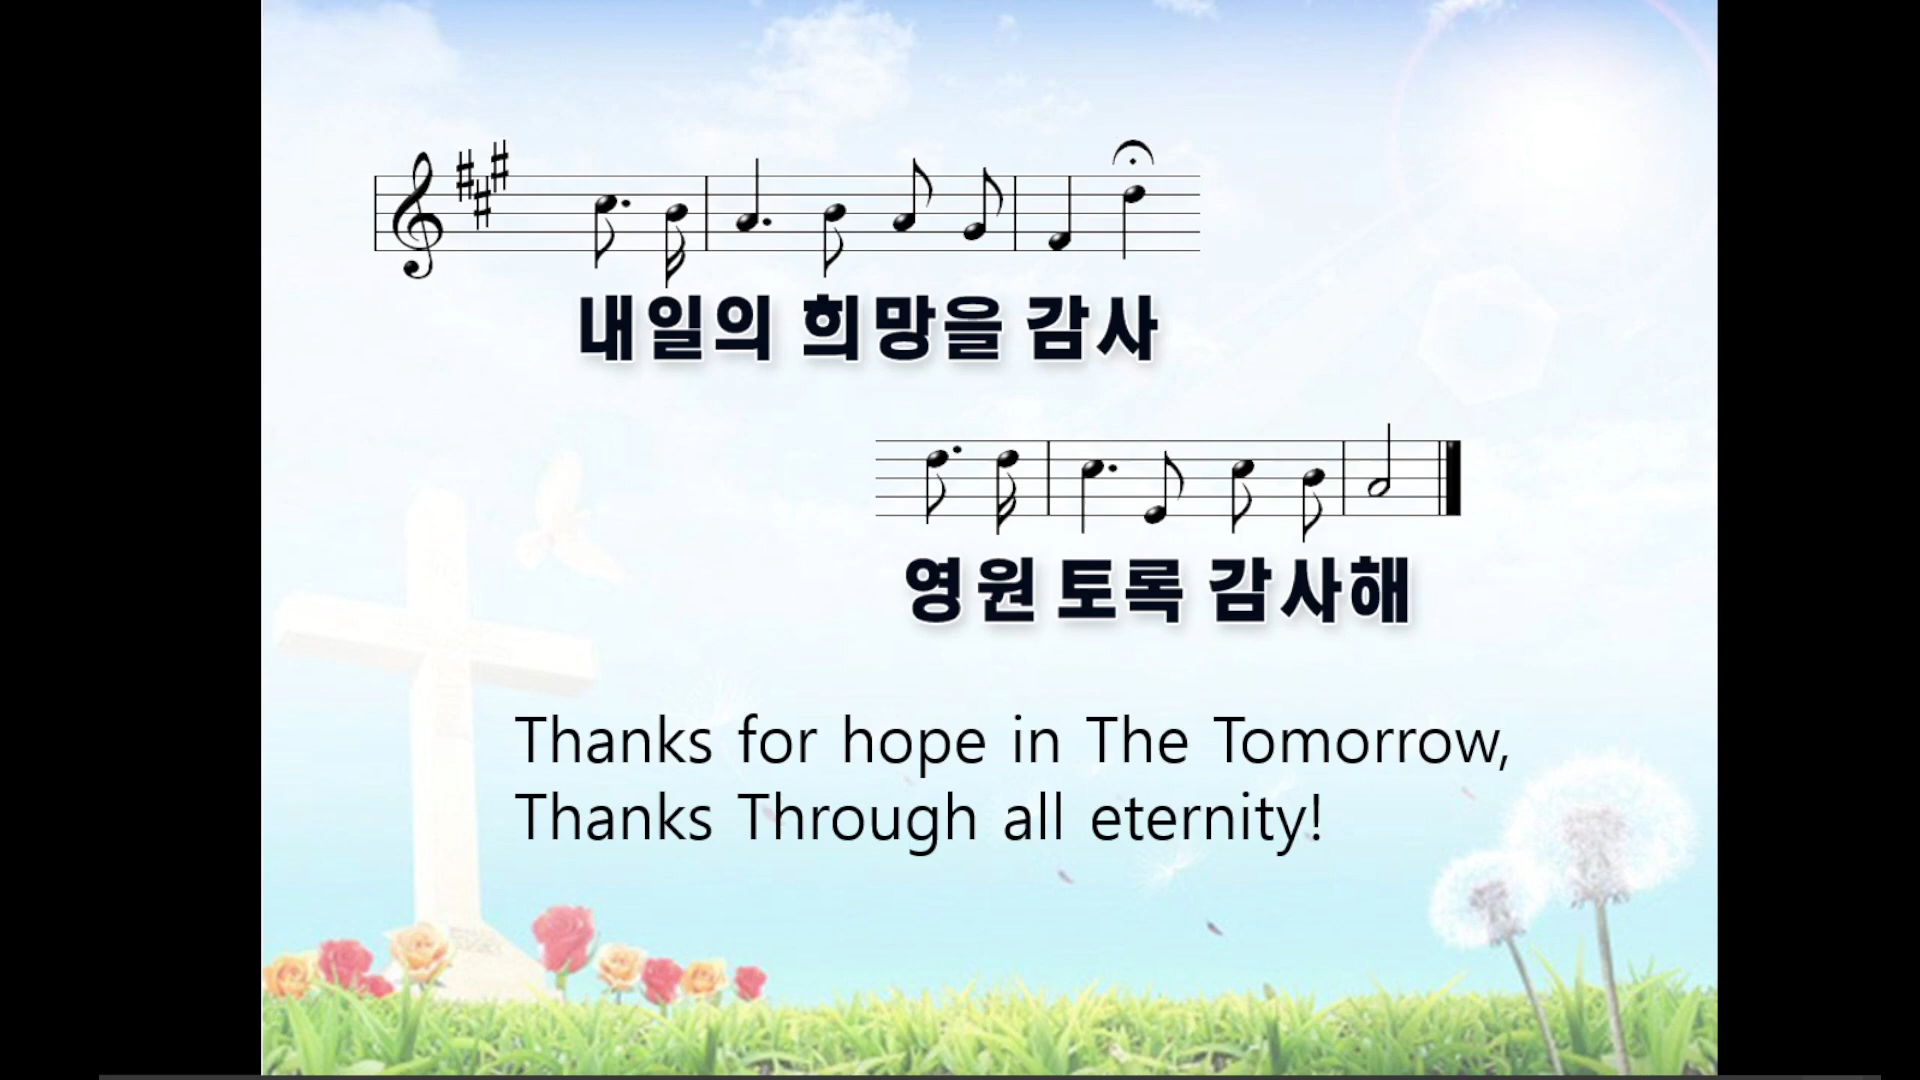 내일의 희망을 감사
영원 토록 감사해
Thanks for hope in The Tomorrow,
Thanks Through all eternity!